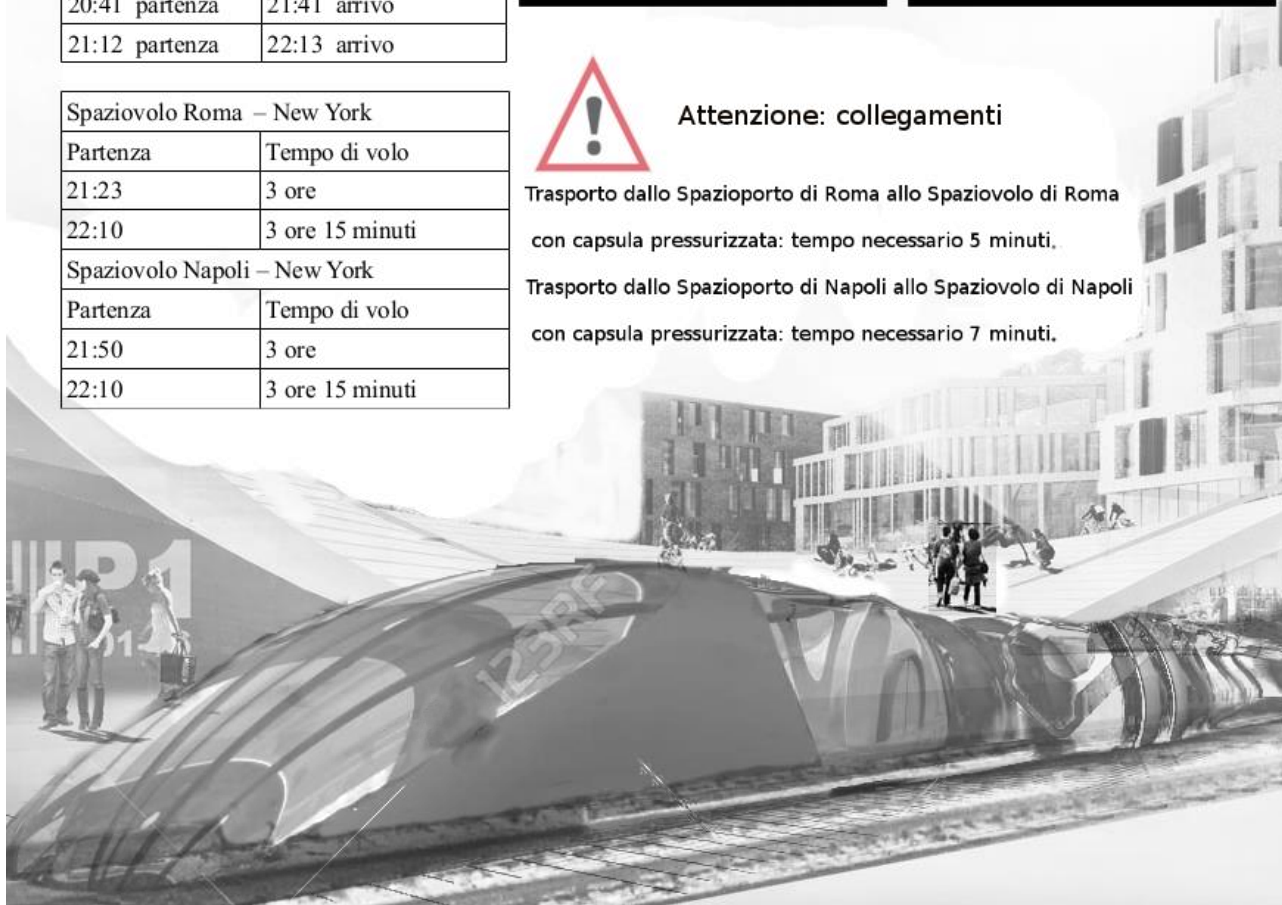 20:41 partenza 21:41 arrivo
21:12 partenza 22:13 arrivo
Spaziovolo Roma – New York
Partenza Tempo di volo
21:23 3 ore
22:10 3 ore 15 minuti
Spaziovolo Napoli – New York
Partenza Tempo di volo
21:50 3 ore
22:10 3 ore 15 minuti
Attenzione: collegamenti
Trasporto dallo Spazioporto di Roma allo Spaziovolo di Roma
con capsula pressurizzata: tempo necessario 5 minuti.
Trasporto dallo Spazioporto di Napoli allo Spaziovolo di Napoli
con capsula pressurizzata: tempo necessario 7 minuti.
P1
01
123RF